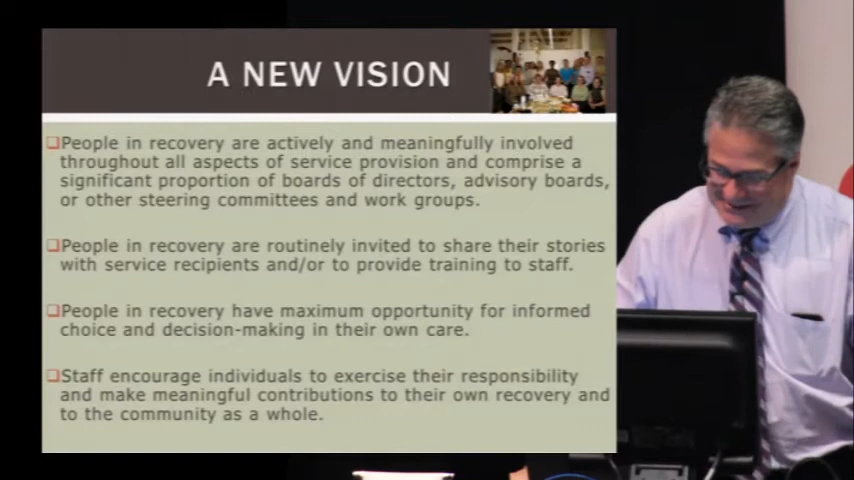 A NEW VISION
People in recovery are actively and meaningfully involved
throughout all aspects of service provision and comprise a
significant proportion of boards of directors, advisory boards,
or other steering committees and work groups.
People in recovery are routinely invited to share their stories
with service recipients and/or to provide training to staff.
People in recovery have maximum opportunity for informed
choice and decision-making in their own care.
Staff encourage individuals to exercise their responsibility
and make meaningful contributions to their own recovery and
to the community as a whole.